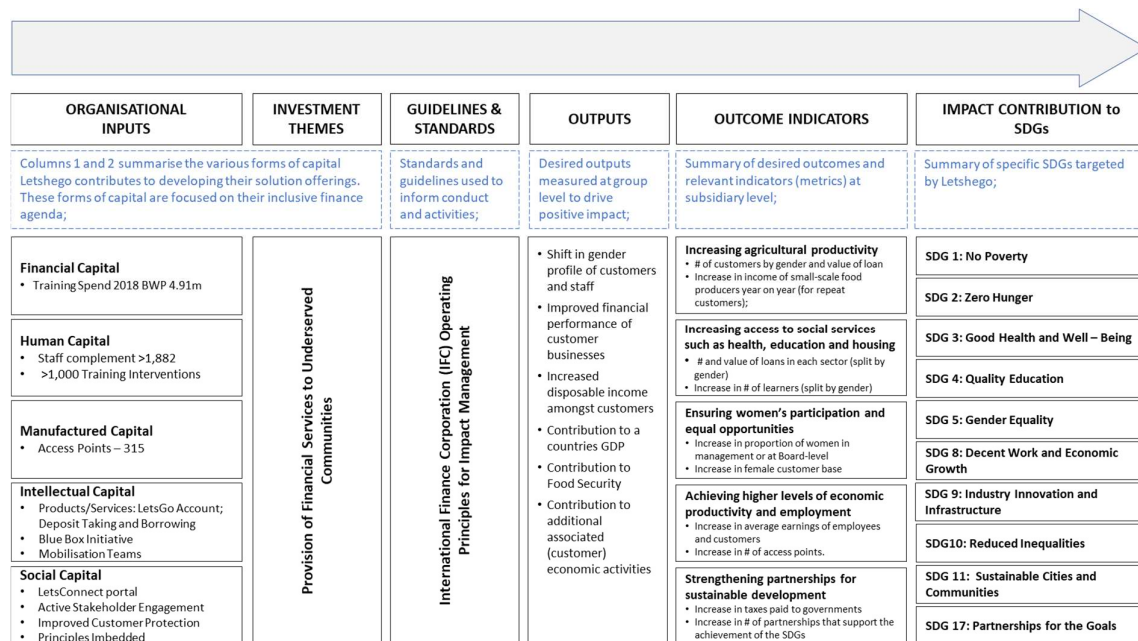 ORGANISATIONAL
INPUTS
INVESTMENT
THEMES
GUIDELINES &
STANDARDS
OUTPUTS
OUTCOME INDICATORS
IMPACT CONTRIBUTION to
SDGs
Columns 1 and 2 summarise the various forms of capital
Letshego contributes to developing their solution offerings.
These forms of capital are focused on their inclusive finance
agenda;
Standards and
guidelines used to
inform conduct
and activities;
Desired outputs
measured at group
level to drive
positive impact;
Summary of desired outcomes and
relevant indicators (metrics) at
subsidiary level;
Summary of specific SDGs targeted
by Letshego;
Financial Capital
• Training Spend 2018 BWP 4.91m
Human Capital
• Staff complement >1,882
• >1,000 Training Interventions
Manufactured Capital
• Access Points – 315
Intellectual Capital
• Products/Services: LetsGo Account;
Deposit Taking and Borrowing
• Blue Box Initiative
• Mobilisation Teams
Social Capital
• LetsConnect portal
• Active Stakeholder Engagement
• Improved Customer Protection
• Principles Imbedded
Provision of Financial Services to Underserved
Communities
International Finance Corporation (IFC) Operating
Principles for Impact Management
• Shift in gender
profile of customers
and staff
• Improved financial
performance of
customer
businesses
• Increased
disposable income
amongst customers
• Contribution to a
countries GDP
• Contribution to
Food Security
• Contribution to
additional
associated
(customer)
economic activities
Increasing agricultural productivity
• # of customers by gender and value of loan
• Increase in income of small-scale food
producers year on year (for repeat
customers);
Increasing access to social services
such as health, education and housing
• # and value of loans in each sector (split by
gender)
• Increase in # of learners (split by gender)
Ensuring women's participation and
equal opportunities
• Increase in proportion of women in
management or at Board-level
• Increase in female customer base
Achieving higher levels of economic
productivity and employment
• Increase in average earnings of employees
and customers
• Increase in # of access points.
Strengthening partnerships for
sustainable development
• Increase in taxes paid to governments
• Increase in # of partnerships that support the
achievement of the SDGs
SDG 1: No Poverty
SDG 2: Zero Hunger
SDG 3: Good Health and Well – Being
SDG 4: Quality Education
SDG 5: Gender Equality
SDG 8: Decent Work and Economic
Growth
SDG 9: Industry Innovation and
Infrastructure
SDG10: Reduced Inequalities
SDG 11: Sustainable Cities and
Communities
SDG 17: Partnerships for the Goals